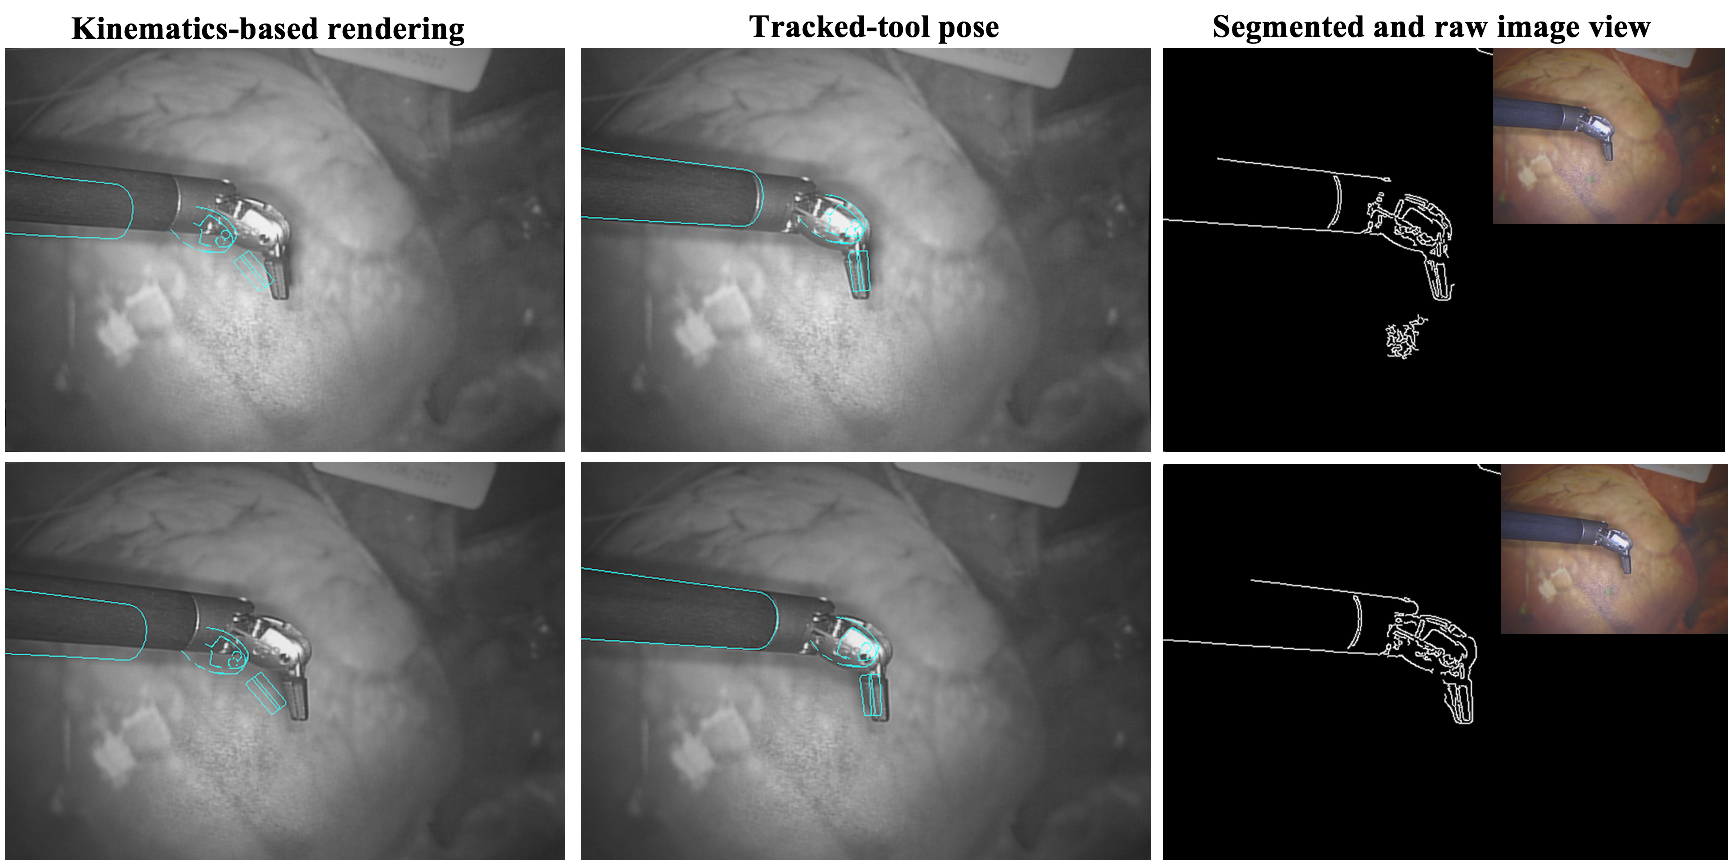 Kinematics-based rendering
Tracked-tool pose
Segmented and raw image view